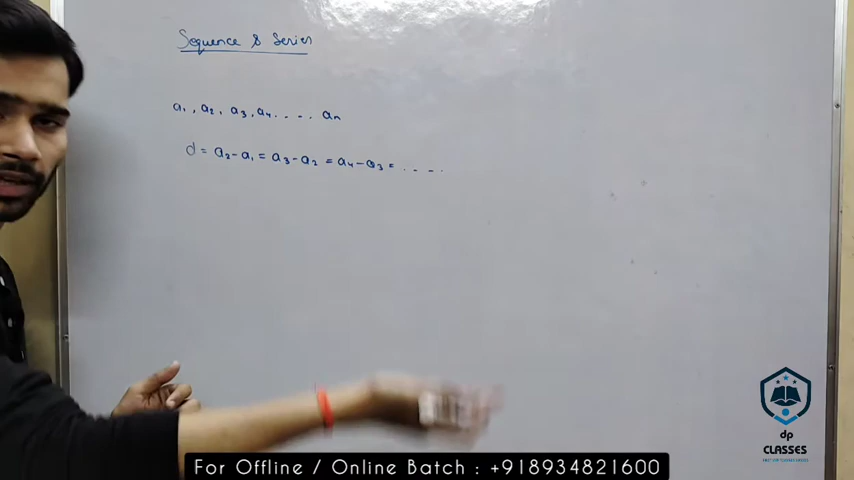 Sequence & Series
a₁, a₂, a₃, a₄ . . . . . aₙ
d = a₂-a₁ = a₃-a₂ = a₄-a₃ = . . . . .
dp
CLASSES
For Offline / Online Batch : +918934821600